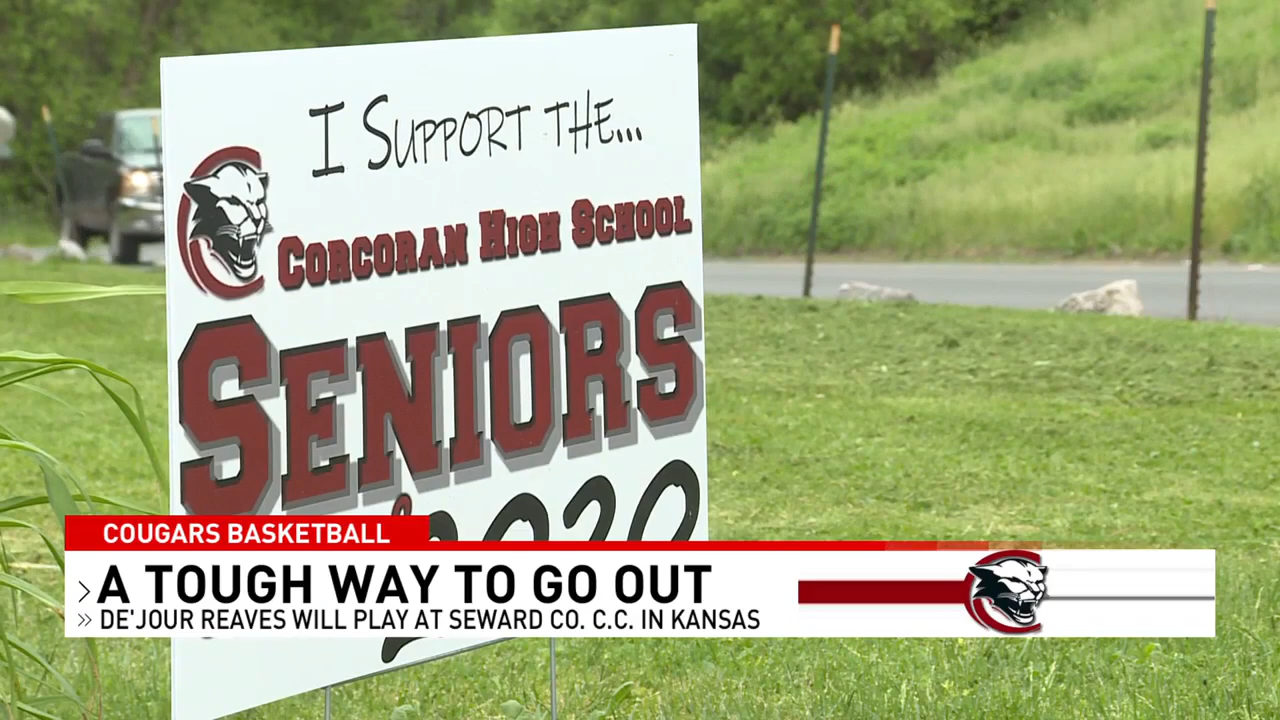 I SUPPORT THE...
CORCORAN HIGH SCHOOL
SENIORS
2020
COUGARS BASKETBALL
A TOUGH WAY TO GO OUT
DE'JOUR REAVES WILL PLAY AT SEWARD CO. C.C. IN KANSAS